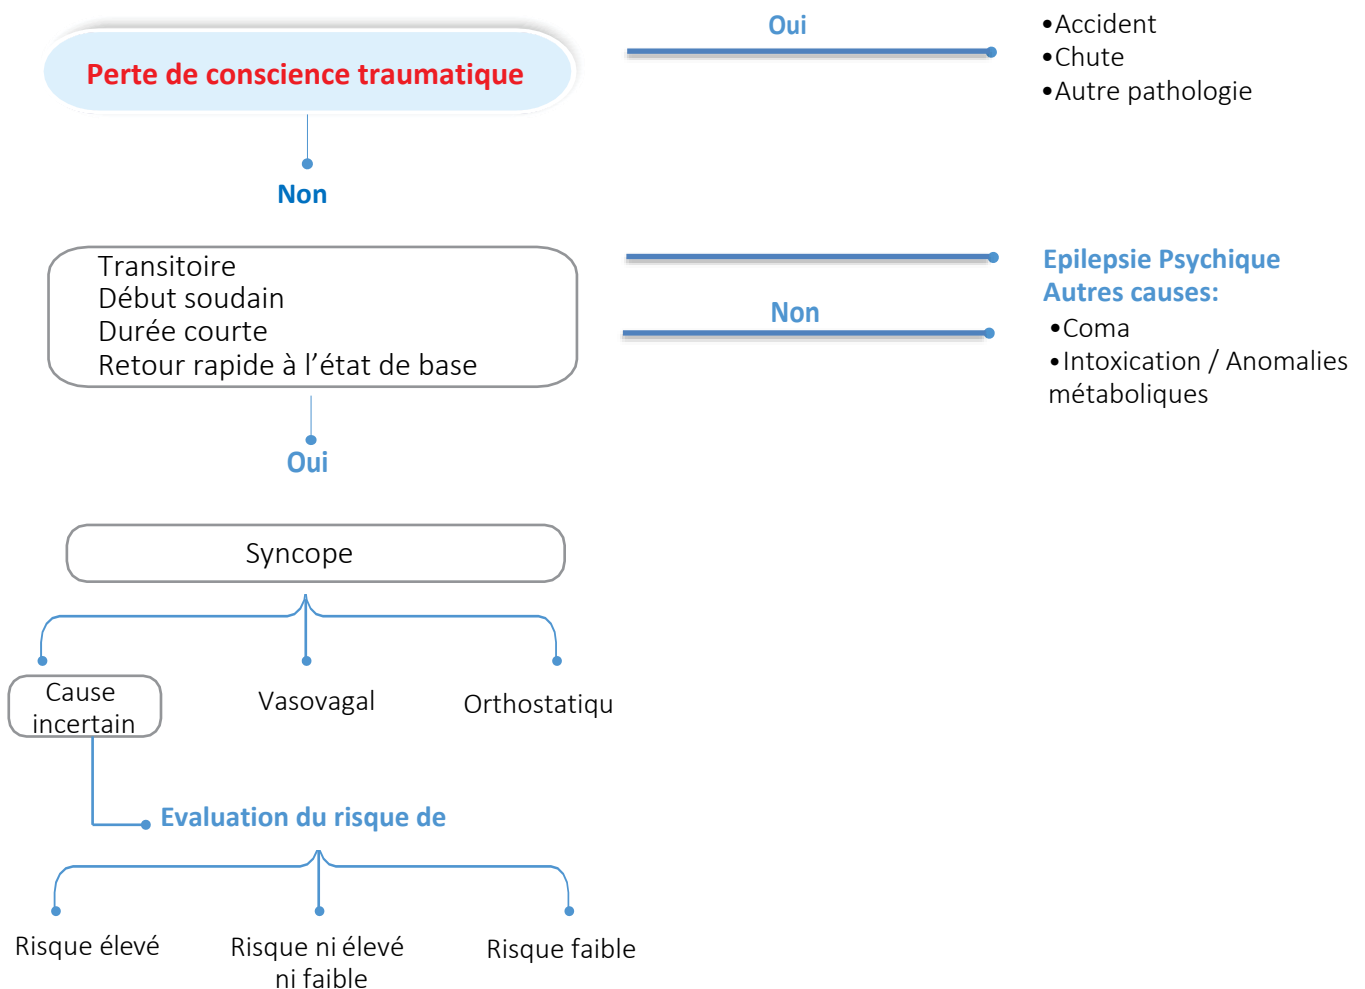 Perte de conscience traumatique
Oui
•Accident
•Chute
•Autre pathologie
Non
Transitoire
Début soudain
Durée courte
Retour rapide à l'état de base
Non
Epilepsie Psychique
Autres causes:
•Coma
•Intoxication / Anomalies
métaboliques
Oui
Syncope
Cause
incertain
Vasovagal
Orthostatiqu
Evaluation du risque de
Risque élevé
Risque ni élevé
ni faible
Risque faible